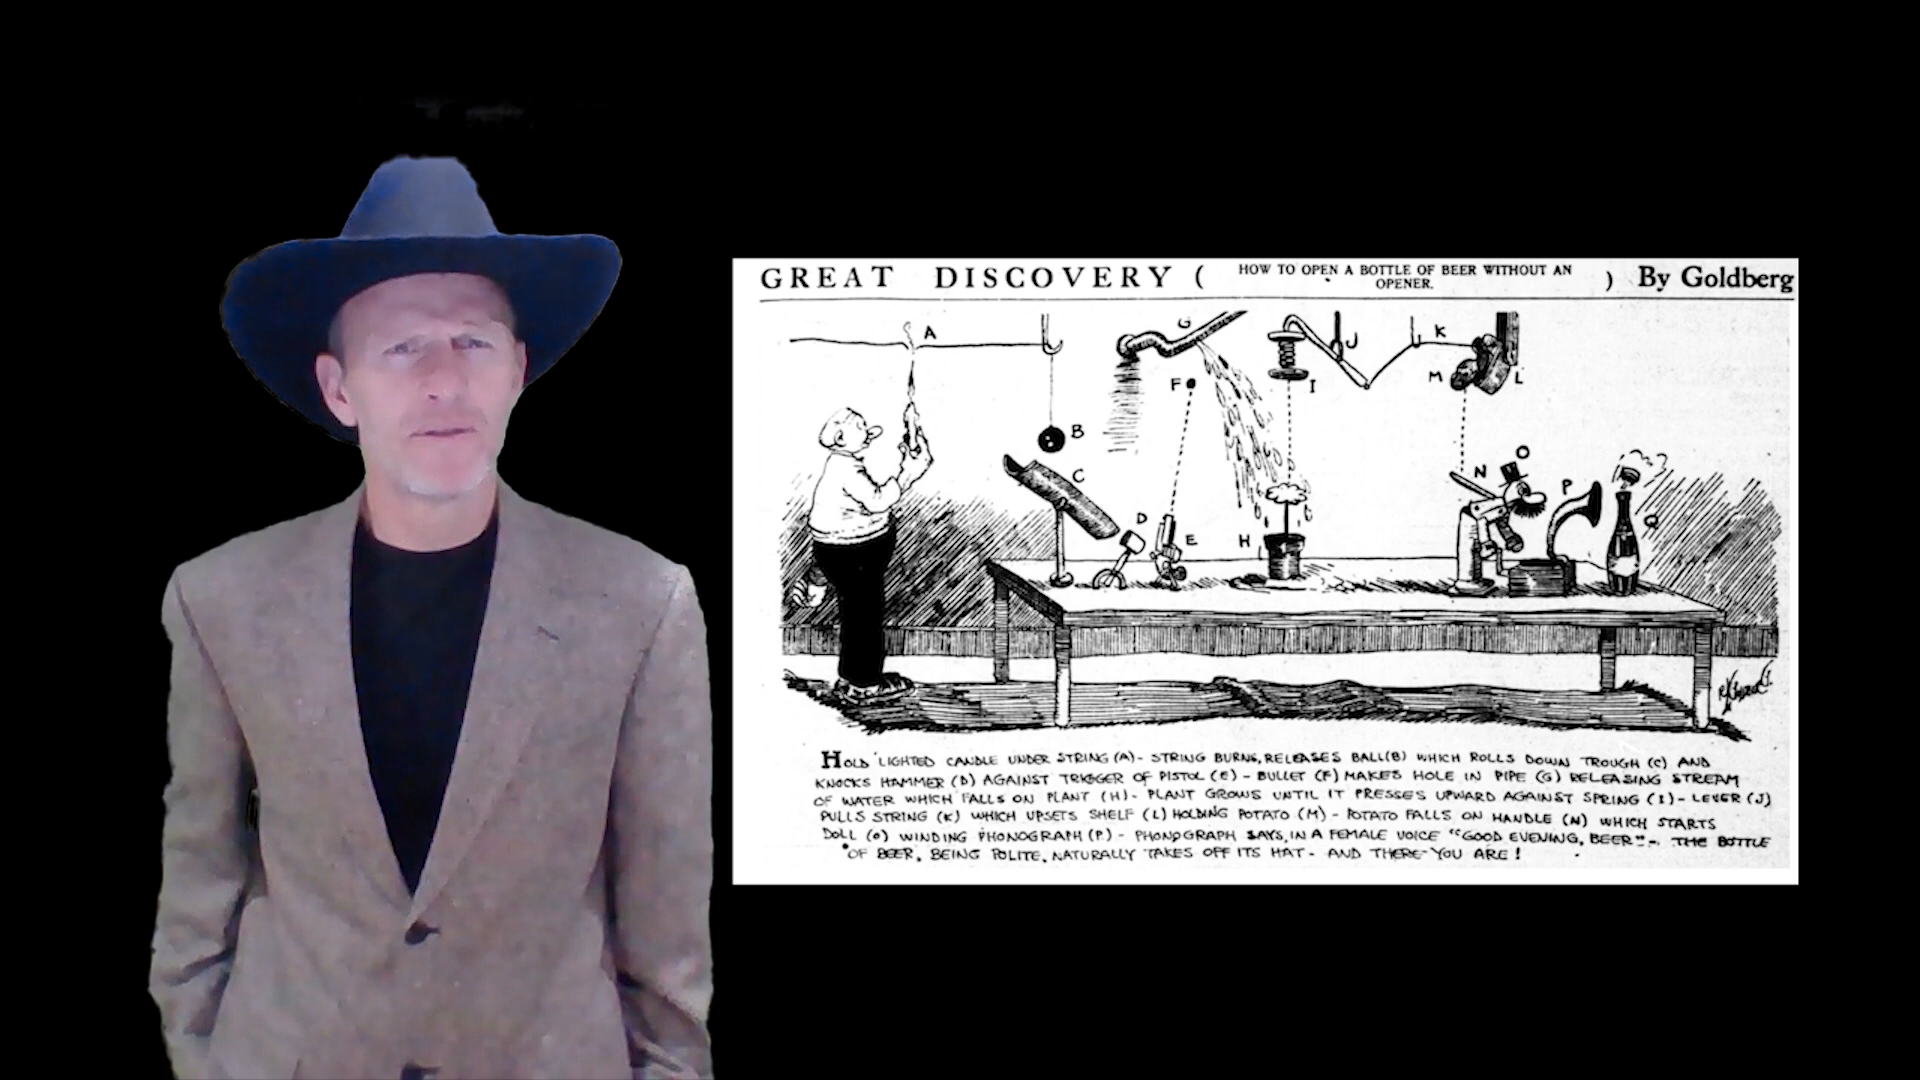 GREAT DISCOVERY ( HOW TO OPEN A BOTTLE OF BEER WITHOUT AN
OPENER. ) By Goldberg
A
G
K
J
F
I
M
L
B
C
O
N
P
D
E
H
Q
HOLD LIGHTED CANDLE UNDER STRING (A)- STRING BURNS, RELEASES BALL (B) WHICH ROLLS DOWN TROUGH (C) AND
KNOCKS HAMMER (D) AGAINST TRIGGER OF PISTOL (E) - BULLET (F) MAKES HOLE IN PIPE (G) RELEASING STREAM
OF WATER WHICH FALLS ON PLANT (H)- PLANT GROWS UNTIL IT PRESSES UPWARD AGAINST SPRING (I)- LEVER (J)
PULLS STRING (K) WHICH UPSETS SHELF (L) HOLDING POTATO (M) - POTATO FALLS ON HANDLE (N) WHICH STARTS
DOLL (O) WINDING PHONOGRAPH (P.) - PHONOGRAPH SAYS, IN A FEMALE VOICE "GOOD EVENING, BEER"-. THE BOTTLE
OF BEER, BEING POLITE, NATURALLY TAKES OFF ITS HAT- AND THERE YOU ARE!